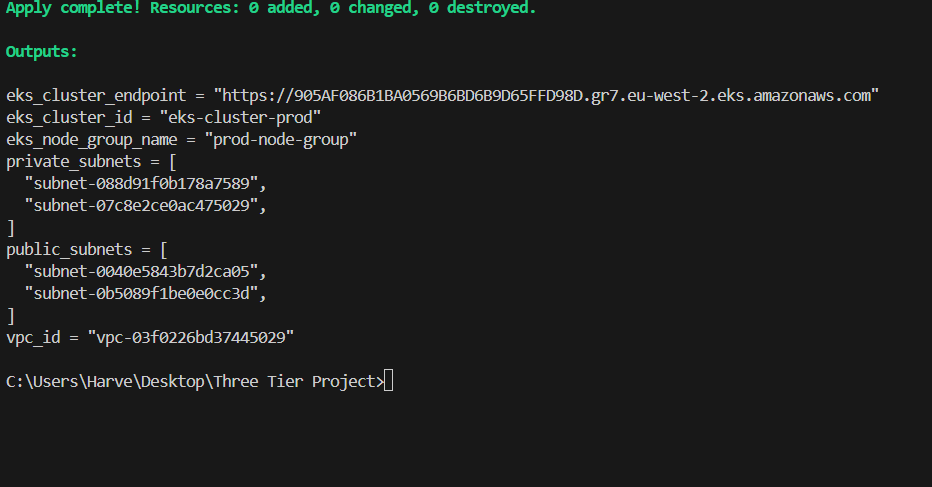 Apply complete! Resources: 0 added, 0 changed, 0 destroyed.
Outputs:
eks_cluster_endpoint = "https://905AF086B1BA0569B6BD6B9D65FFD98D.gr7.eu-west-2.eks.amazonaws.com"
eks_cluster_id = "eks-cluster-prod"
eks_node_group_name = "prod-node-group"
private_subnets = [
  "subnet-088d91f0b178a7589",
  "subnet-07c8e2ce0ac475029",
]
public_subnets = [
  "subnet-0040e5843b7d2ca05",
  "subnet-0b5089f1be0e0cc3d",
]
vpc_id = "vpc-03f0226bd37445029"
C:\Users\Harve\Desktop\Three Tier Project>